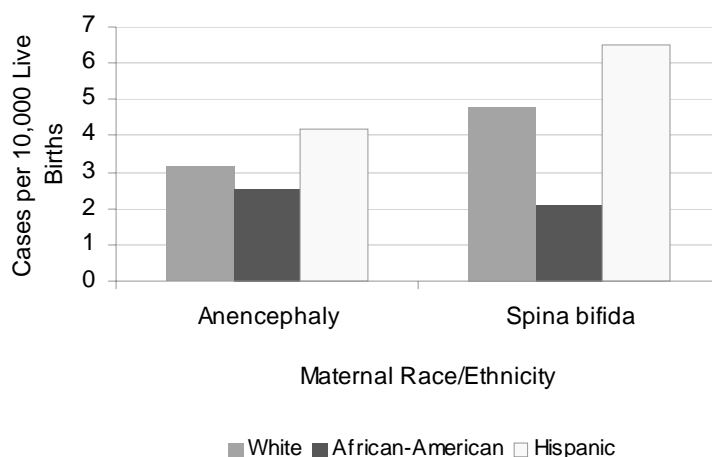 Cases per 10,000 Live
Births
7
6
5
4
3
2
1
0
Anencephaly
Spina bifida
Maternal Race/Ethnicity
White
African-American
Hispanic